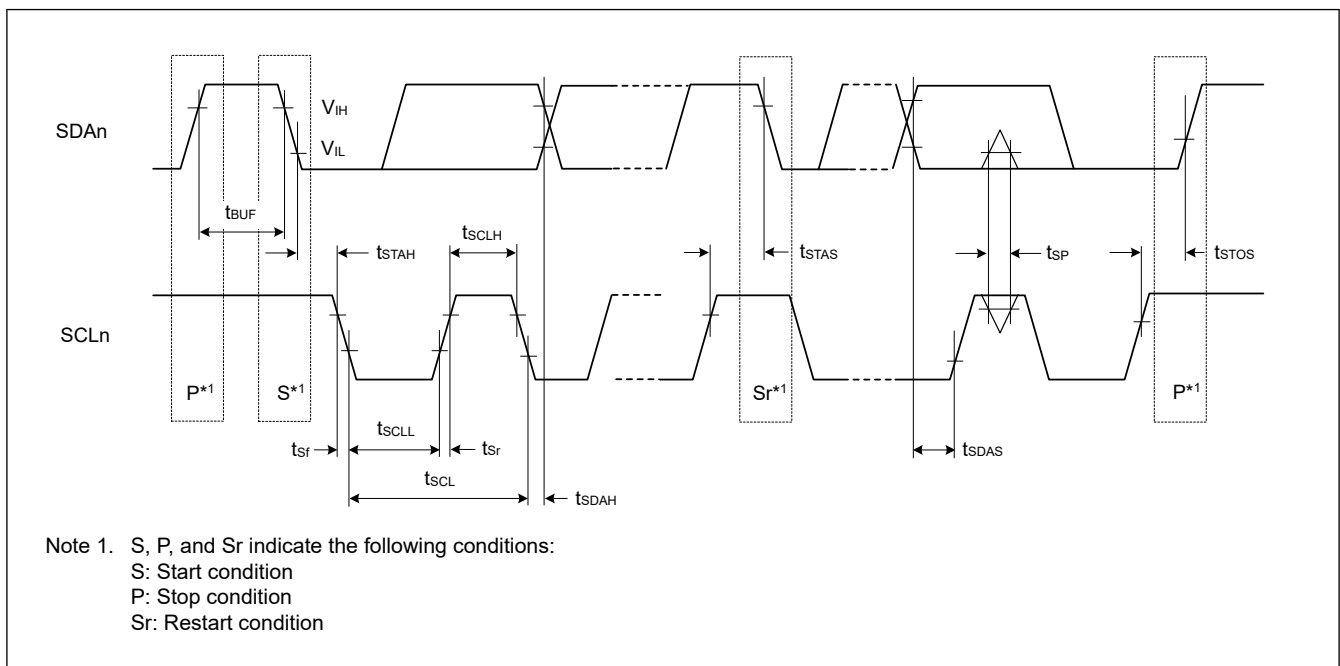 SDAn
VIH
VIL
tBUF
tSTAH
tSCLH
tSTAS
tSP
tSTOS
SCLn
P*1
S*1
Sr*1
P*1
tSf
tSCLL
tSr
tSCL
tSDAH
tSDAS
Note 1. S, P, and Sr indicate the following conditions:
S: Start condition
P: Stop condition
Sr: Restart condition